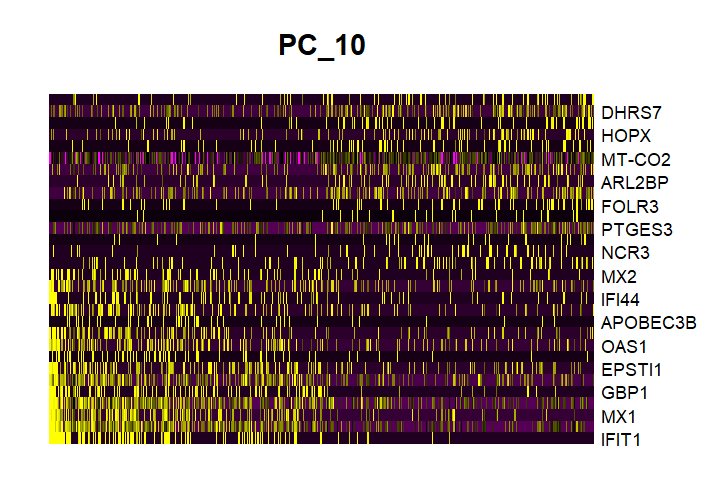 PC_10
DHRS7
HOPX
MT-CO2
ARL2BP
FOLR3
PTGES3
NCR3
MX2
IFI44
APOBEC3B
OAS1
EPSTI1
GBP1
MX1
IFIT1